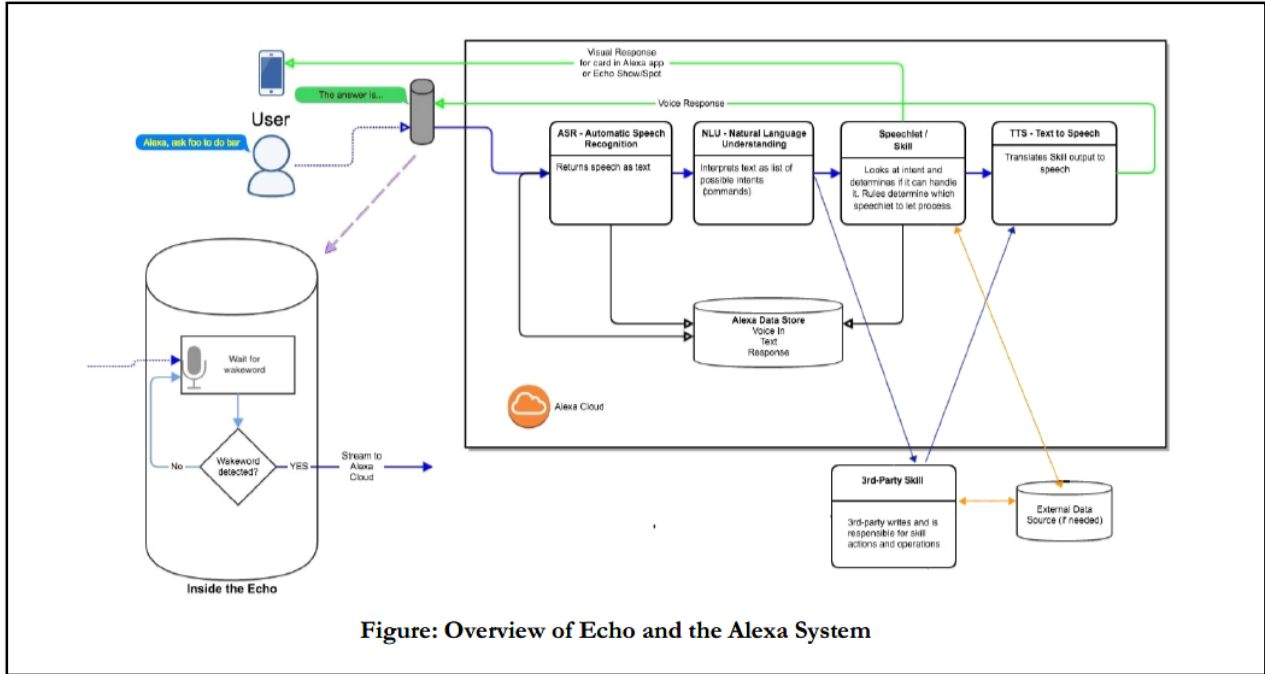 Visual Response
for card in Alexa app
or Echo Show/Spot
The answer is...
Voice Response
User
Alexa, ask foo to do bar
ASR - Automatic Speech
Recognition
Returns speech as text
NLU - Natural Language
Understanding
Interprets text as list of
possible intents
(commands)
Speechlet /
Skill
Looks at intent and
determines if it can handle
it. Rules determine which
speechlet to let process.
TTS - Text to Speech
Translates Skill output to
speech
Alexa Data Store
Voice In
Text
Response
Alexa Cloud
Wait for
wakeword
Wakeword
detected?
No
YES
Stream to
Alexa
Cloud
Inside the Echo
3rd-Party Skill
3rd-party writes and is
responsible for skill
actions and operations
External Data
Source (if needed)
Figure: Overview of Echo and the Alexa System